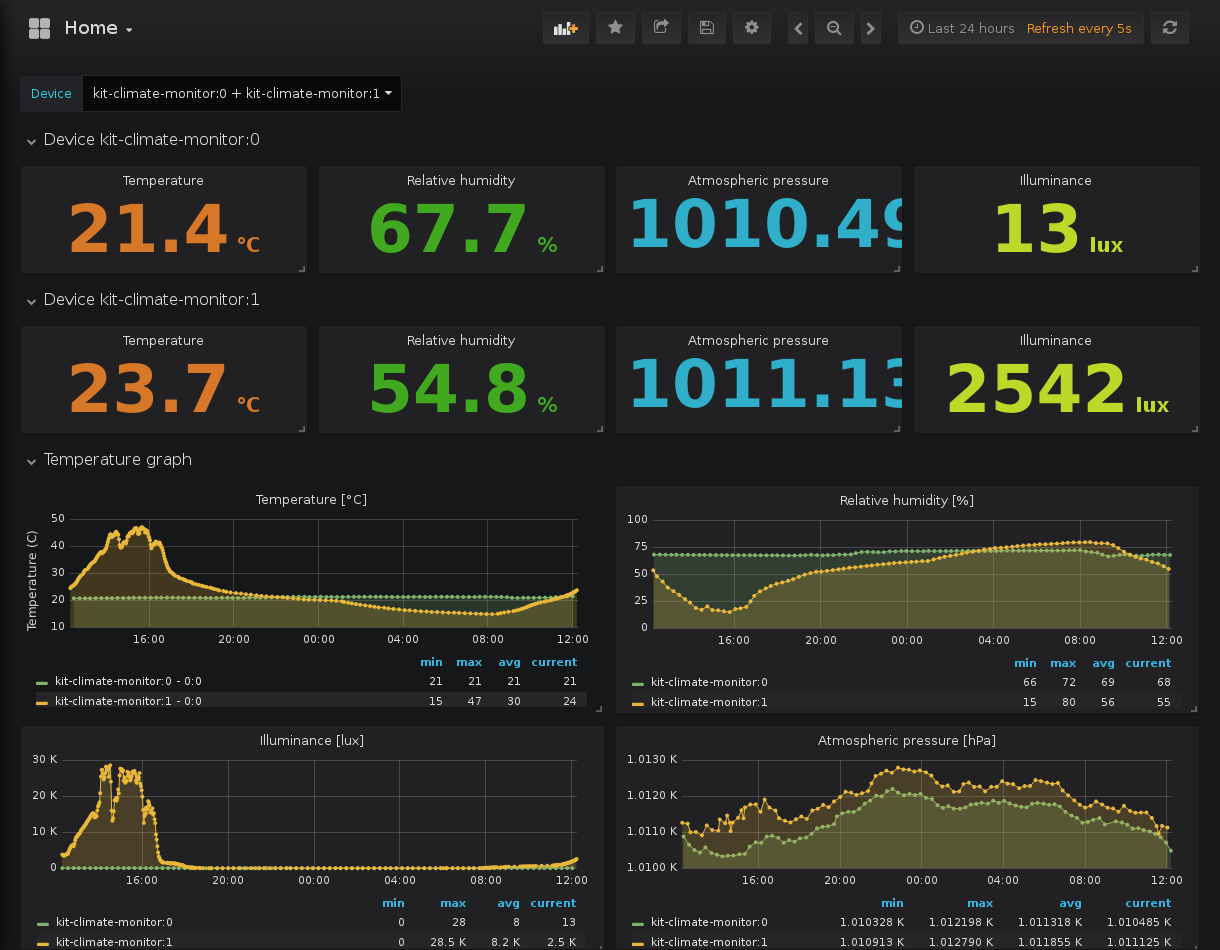 Home
Last 24 hours Refresh every 5s
Device kit-climate-monitor:0 + kit-climate-monitor:1
Device kit-climate-monitor:0
Temperature Relative humidity Atmospheric pressure Illuminance
21.4 °C 67.7 % 1010.49 13 lux
Device kit-climate-monitor:1
Temperature Relative humidity Atmospheric pressure Illuminance
23.7 °C 54.8 % 1011.13 2542 lux
Temperature graph
Temperature [°C]
Temperature (C)
50
40
30
20
10
16:00 20:00 00:00 04:00 08:00 12:00
min max avg current
kit-climate-monitor:0 - 0:0 21 21 21 21
kit-climate-monitor:1 - 0:0 15 47 30 24
Relative humidity [%]
100
75
50
25
0
16:00 20:00 00:00 04:00 08:00 12:00
min max avg current
kit-climate-monitor:0 66 72 69 68
kit-climate-monitor:1 15 80 56 55
Illuminance [lux]
30 K
20 K
10 K
0
16:00 20:00 00:00 04:00 08:00 12:00
min max avg current
kit-climate-monitor:0 0 28 8 13
kit-climate-monitor:1 0 28.5 K 8.2 K 2.5 K
Atmospheric pressure [hPa]
1.0130 K
1.0120 K
1.0110 K
1.0100 K
16:00 20:00 00:00 04:00 08:00 12:00
min max avg current
kit-climate-monitor:0 1.010328 K 1.012198 K 1.011318 K 1.010485 K
kit-climate-monitor:1 1.010913 K 1.012790 K 1.011855 K 1.011125 K